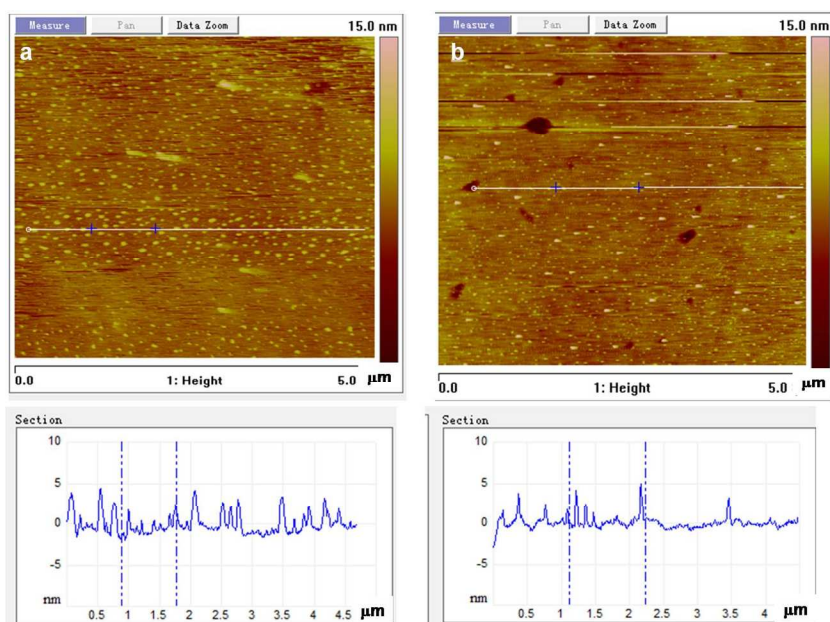 Measure Pan Data Zoom 15.0 nm
a
0.0 1: Height 5.0 μm
Measure Pan Data Zoom 15.0 nm
b
0.0 1: Height 5.0 μm
Section
10
5
0
-5
nm
0.5 1 1.5 2 2.5 3 3.5 4 4.5 μm
Section
10
5
0
-5
nm
0.5 1 1.5 2 2.5 3 3.5 4 μm